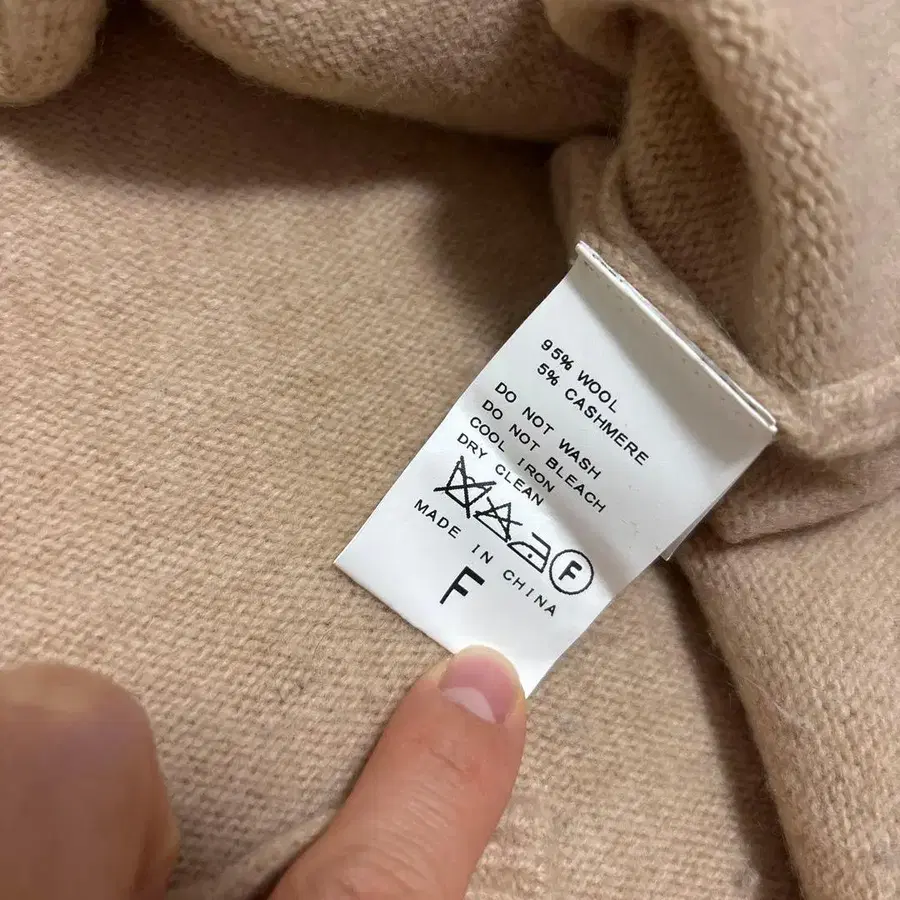 95% WOOL
5% CASHMERE
DO NOT WASH
DO NOT BLEACH
COOL IRON
DRY CLEAN
F
MADE IN CHINA
F